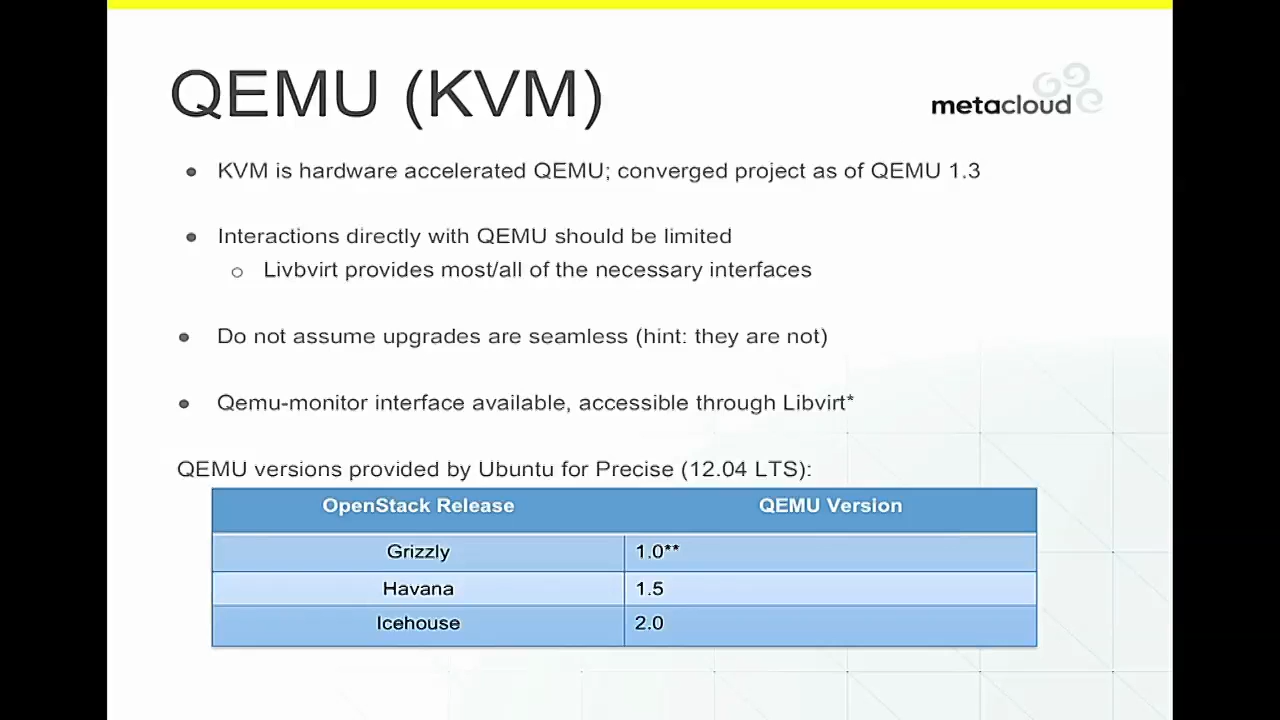 QEMU (KVM)
metacloud
KVM is hardware accelerated QEMU; converged project as of QEMU 1.3
Interactions directly with QEMU should be limited
Livbvirt provides most/all of the necessary interfaces
Do not assume upgrades are seamless (hint: they are not)
Qemu-monitor interface available, accessible through Libvirt*
QEMU versions provided by Ubuntu for Precise (12.04 LTS):
OpenStack Release QEMU Version
Grizzly 1.0**
Havana 1.5
Icehouse 2.0